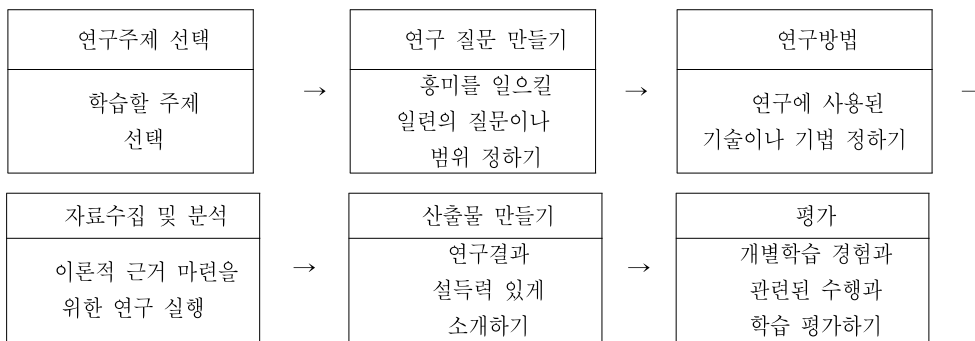 연구주제 선택
학습할 주제
선택
→
연구 질문 만들기
흥미를 일으킬
일련의 질문이나
범위 정하기
→
연구방법
연구에 사용된
기술이나 기법 정하기
자료수집 및 분석
이론적 근거 마련을
위한 연구 실행
→
산출물 만들기
연구결과
설득력 있게
소개하기
→
평가
개별학습 경험과
관련된 수행과
학습 평가하기